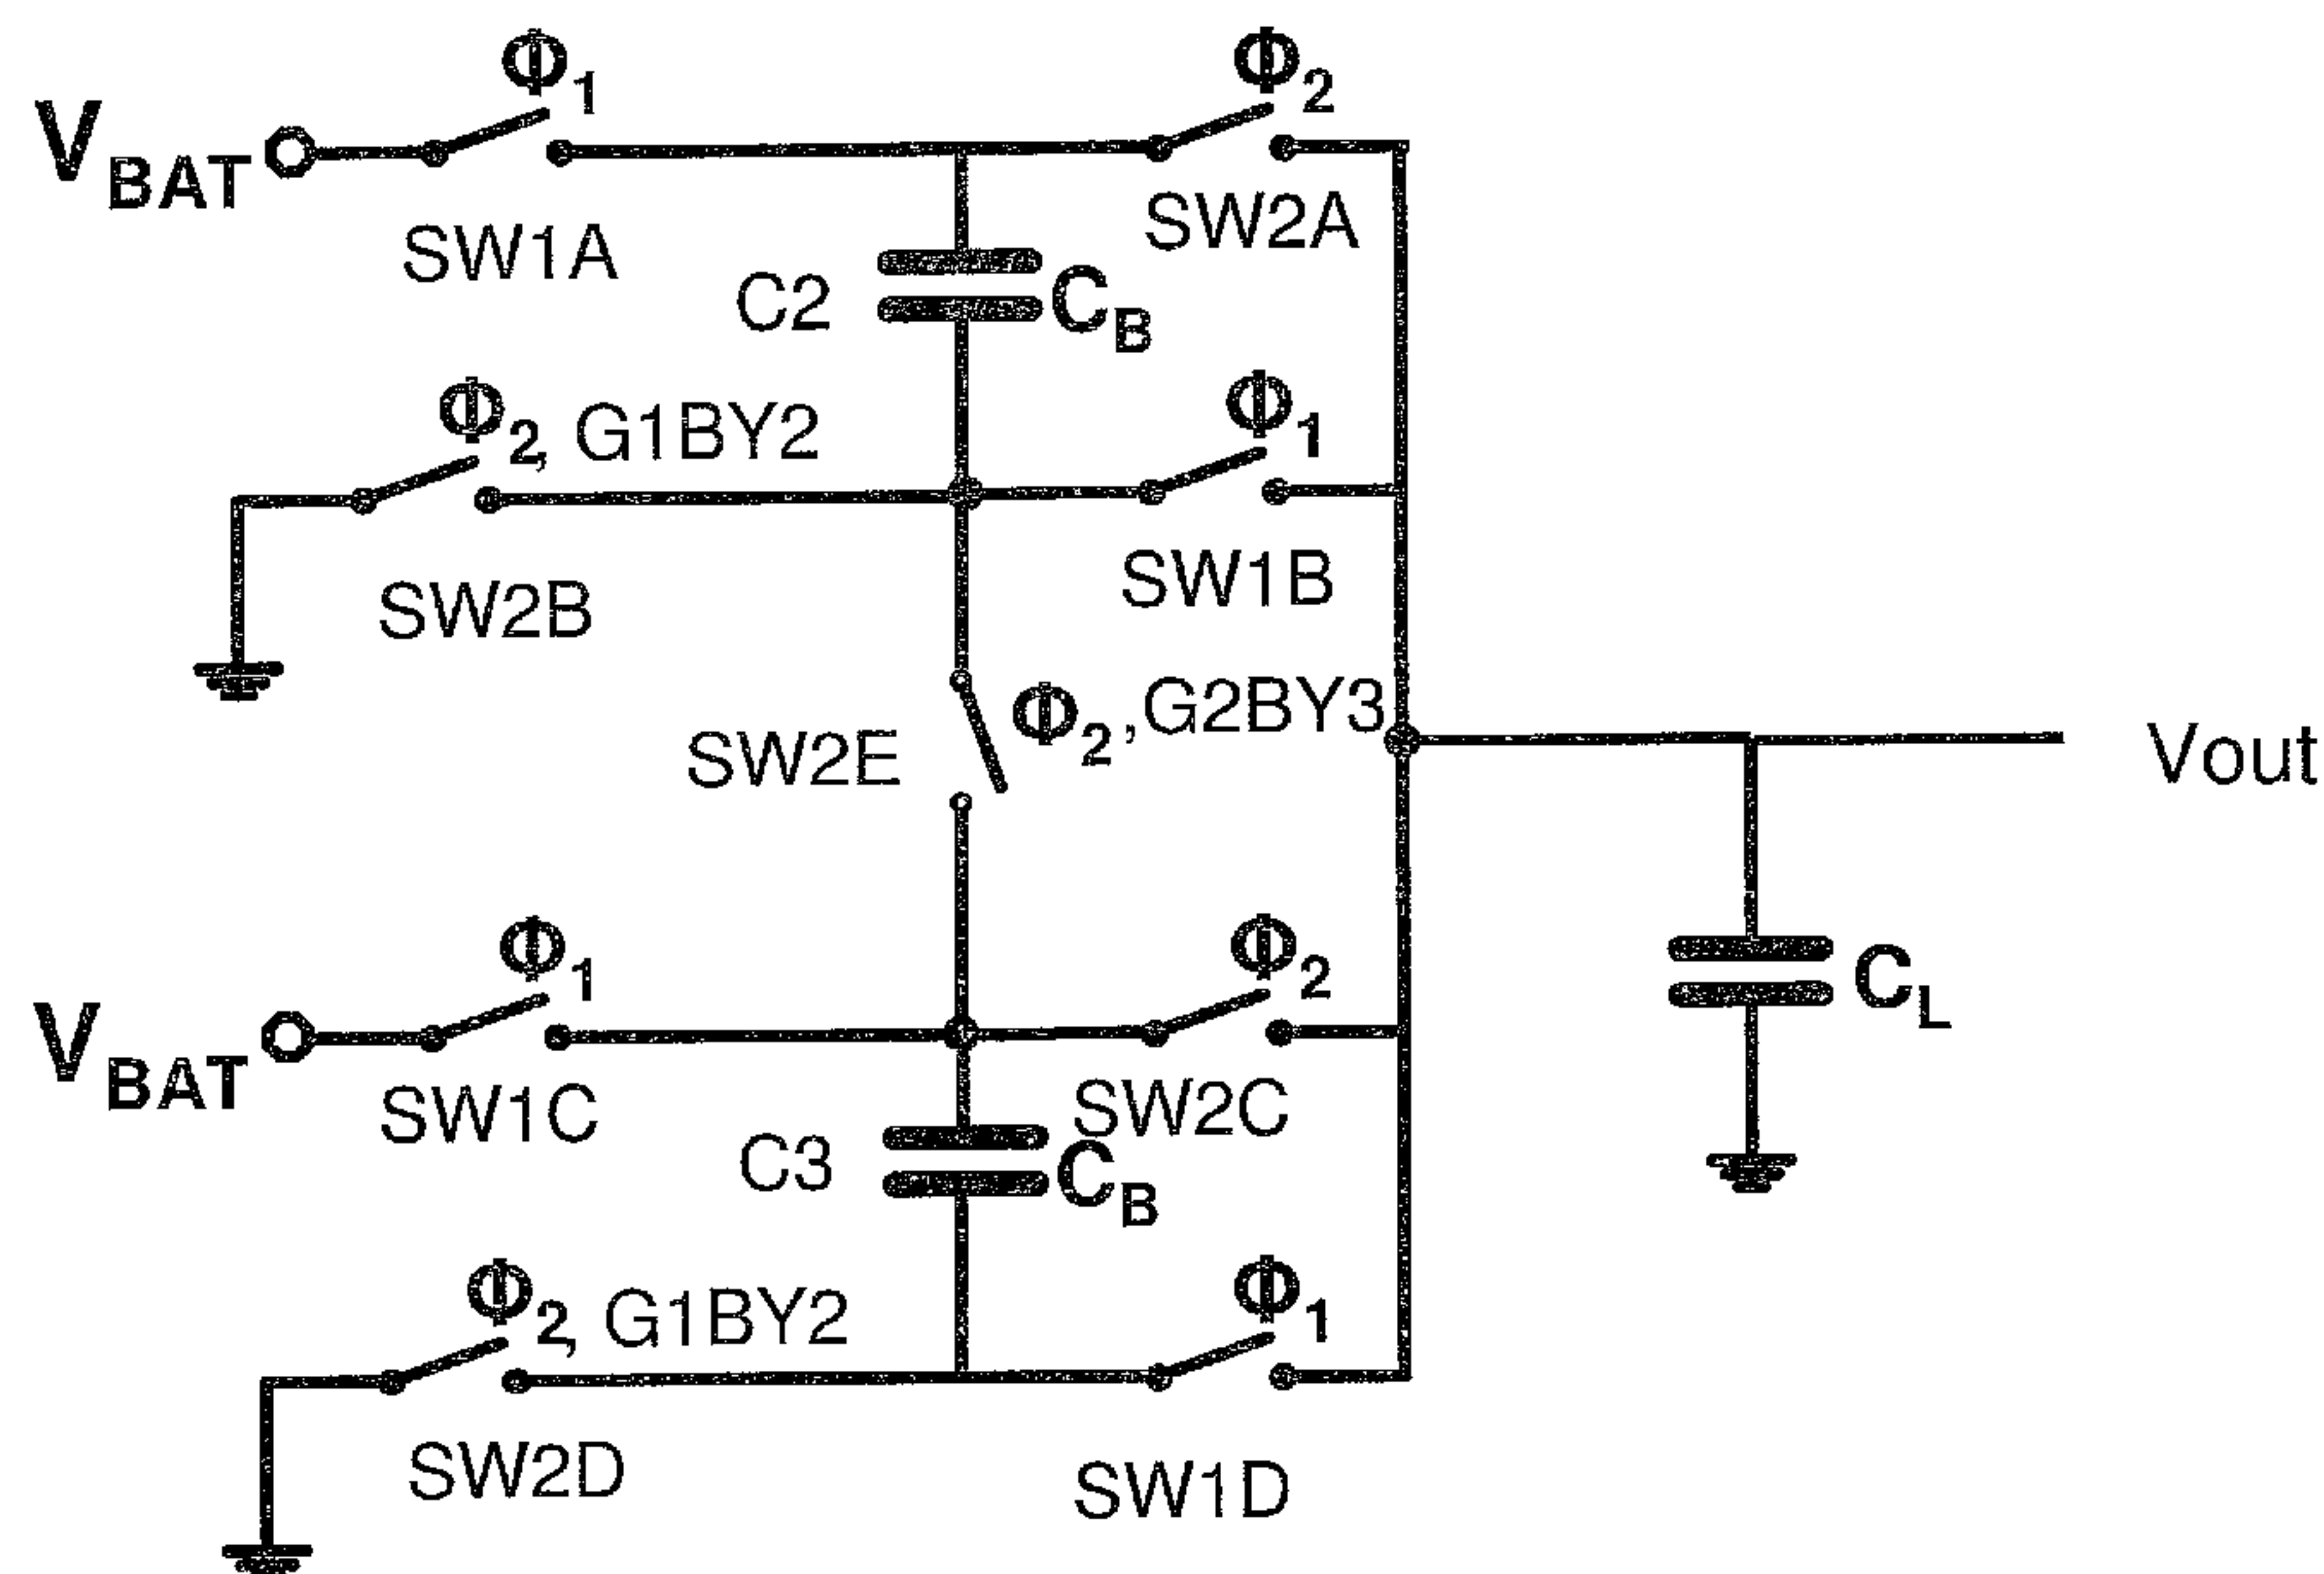 Φ1
Φ2
VBAT
SW1A
SW2A
C2
CB
Φ2, G1BY2
Φ1
SW2B
SW1B
SW2E
Φ2, G2BY3
Vout
Φ1
Φ2
VBAT
SW1C
SW2C
CL
C3
CB
Φ2, G1BY2
Φ1
SW2D
SW1D